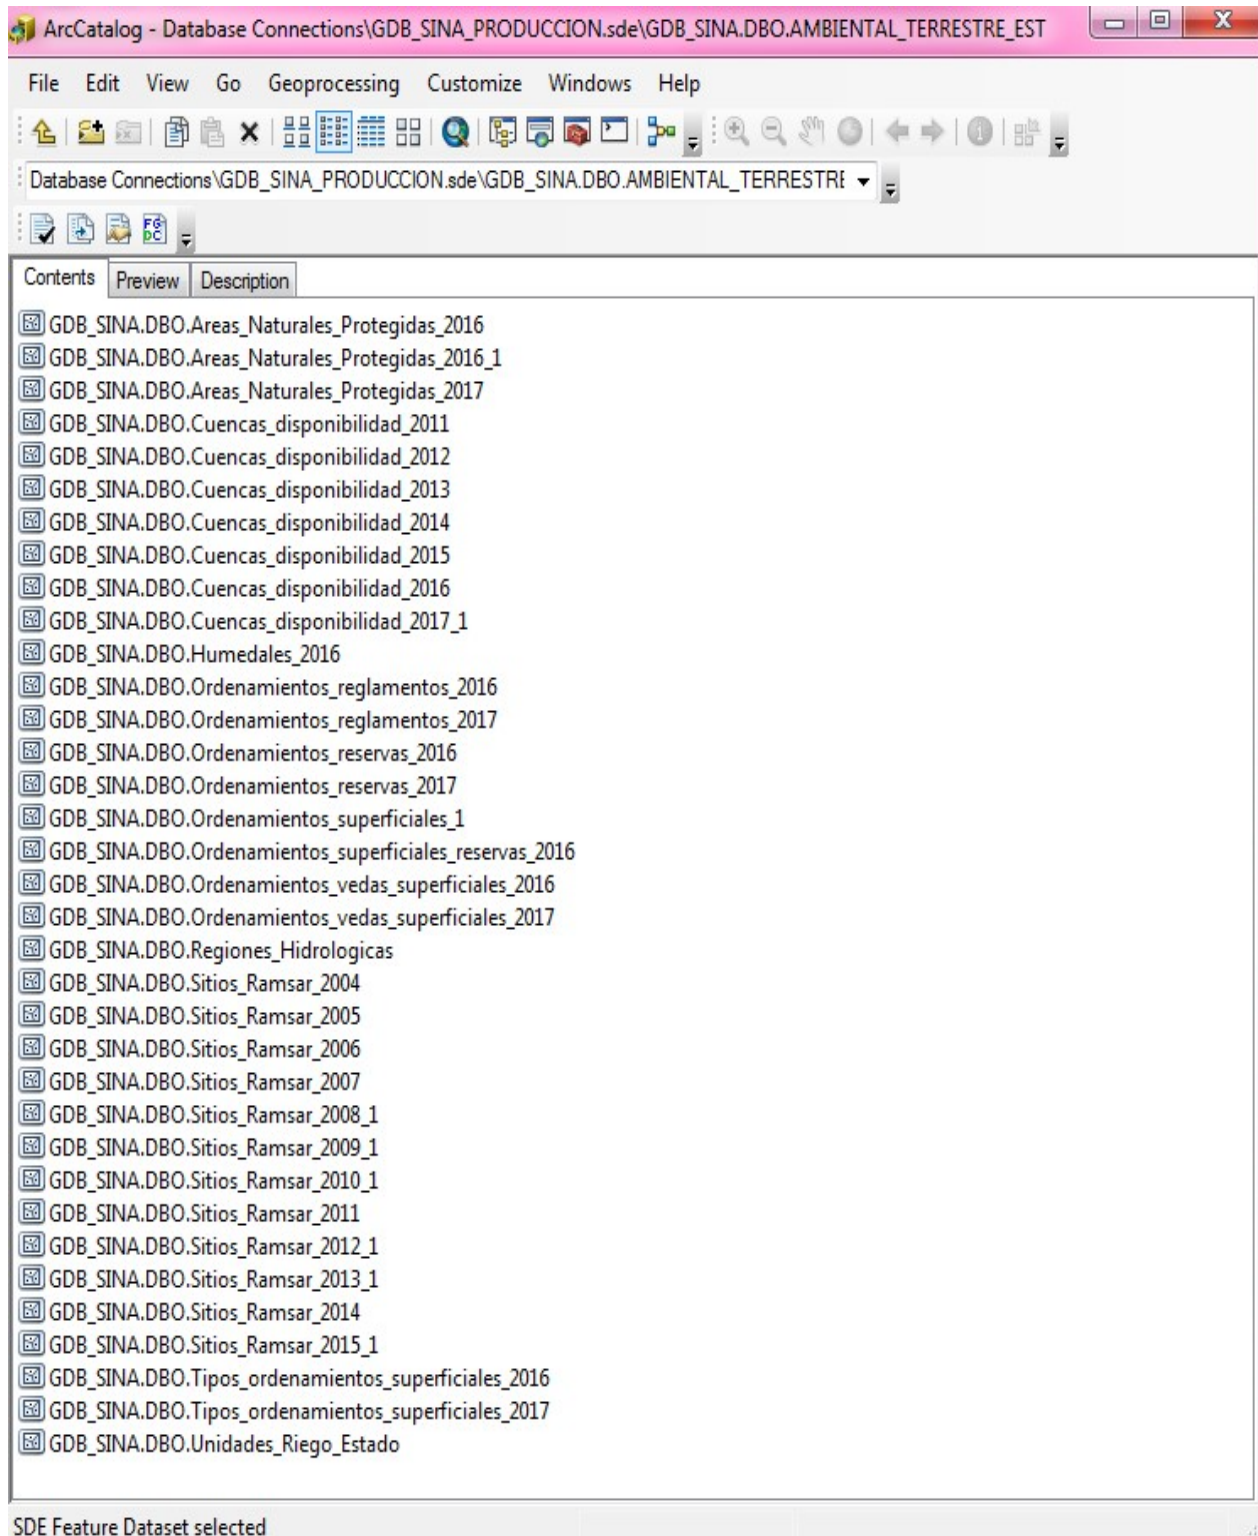 ArcCatalog - Database Connections\GDB_SINA_PRODUCCION.sde\GDB_SINA.DBO.AMBIENTAL_TERRESTRE_EST
File Edit View Go Geoprocessing Customize Windows Help
Database Connections\GDB_SINA_PRODUCCION.sde\GDB_SINA.DBO.AMBIENTAL_TERRESTRE
FG DC
Contents Preview Description
GDB_SINA.DBO.Areas_Naturales_Protegidas_2016
GDB_SINA.DBO.Areas_Naturales_Protegidas_2016_1
GDB_SINA.DBO.Areas_Naturales_Protegidas_2017
GDB_SINA.DBO.Cuencas_disponibilidad_2011
GDB_SINA.DBO.Cuencas_disponibilidad_2012
GDB_SINA.DBO.Cuencas_disponibilidad_2013
GDB_SINA.DBO.Cuencas_disponibilidad_2014
GDB_SINA.DBO.Cuencas_disponibilidad_2015
GDB_SINA.DBO.Cuencas_disponibilidad_2016
GDB_SINA.DBO.Cuencas_disponibilidad_2017_1
GDB_SINA.DBO.Humedales_2016
GDB_SINA.DBO.Ordenamientos_reglamentos_2016
GDB_SINA.DBO.Ordenamientos_reglamentos_2017
GDB_SINA.DBO.Ordenamientos_reservas_2016
GDB_SINA.DBO.Ordenamientos_reservas_2017
GDB_SINA.DBO.Ordenamientos_superficiales_1
GDB_SINA.DBO.Ordenamientos_superficiales_reservas_2016
GDB_SINA.DBO.Ordenamientos_vedas_superficiales_2016
GDB_SINA.DBO.Ordenamientos_vedas_superficiales_2017
GDB_SINA.DBO.Regiones_Hidrologicas
GDB_SINA.DBO.Sitios_Ramsar_2004
GDB_SINA.DBO.Sitios_Ramsar_2005
GDB_SINA.DBO.Sitios_Ramsar_2006
GDB_SINA.DBO.Sitios_Ramsar_2007
GDB_SINA.DBO.Sitios_Ramsar_2008_1
GDB_SINA.DBO.Sitios_Ramsar_2009_1
GDB_SINA.DBO.Sitios_Ramsar_2010_1
GDB_SINA.DBO.Sitios_Ramsar_2011
GDB_SINA.DBO.Sitios_Ramsar_2012_1
GDB_SINA.DBO.Sitios_Ramsar_2013_1
GDB_SINA.DBO.Sitios_Ramsar_2014
GDB_SINA.DBO.Sitios_Ramsar_2015_1
GDB_SINA.DBO.Tipos_ordenamientos_superficiales_2016
GDB_SINA.DBO.Tipos_ordenamientos_superficiales_2017
GDB_SINA.DBO.Unidades_Riego_Estado
SDE Feature Dataset selected